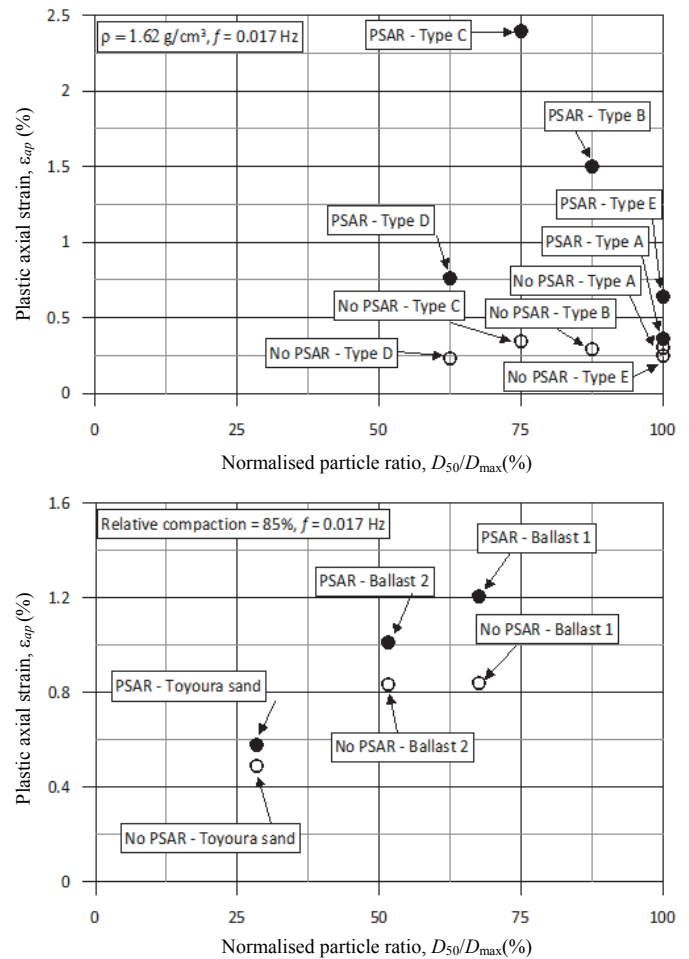 2.5
2
1.5
1
0.5
0
Plastic axial strain, εap (%)
ρ = 1.62 g/cm³, f = 0.017 Hz
PSAR - Type C
PSAR - Type B
PSAR - Type E
PSAR - Type D
PSAR - Type A
No PSAR - Type A
No PSAR - Type C
No PSAR - Type B
No PSAR - Type D
No PSAR - Type E
0 25 50 75 100
Normalised particle ratio, D50/Dmax(%)
1.6
1.2
0.8
0.4
0
Plastic axial strain, εap (%)
Relative compaction = 85%, f = 0.017 Hz
PSAR - Ballast 1
PSAR - Ballast 2
No PSAR - Ballast 1
PSAR - Toyoura sand
No PSAR - Ballast 2
No PSAR - Toyoura sand
0 25 50 75 100
Normalised particle ratio, D50/Dmax(%)